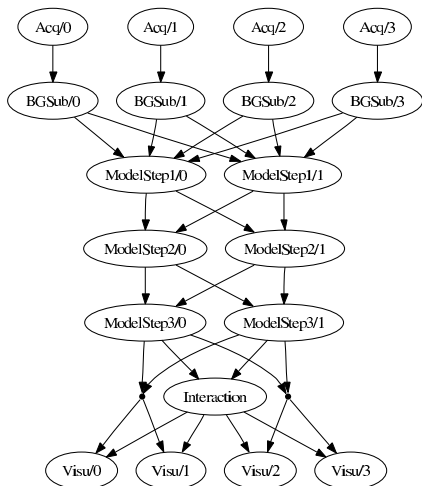 Acq/0 Acq/1 Acq/2 Acq/3
BGSub/0 BGSub/1 BGSub/2 BGSub/3
ModelStep1/0 ModelStep1/1
ModelStep2/0 ModelStep2/1
ModelStep3/0 ModelStep3/1
Interaction
Visu/0 Visu/1 Visu/2 Visu/3